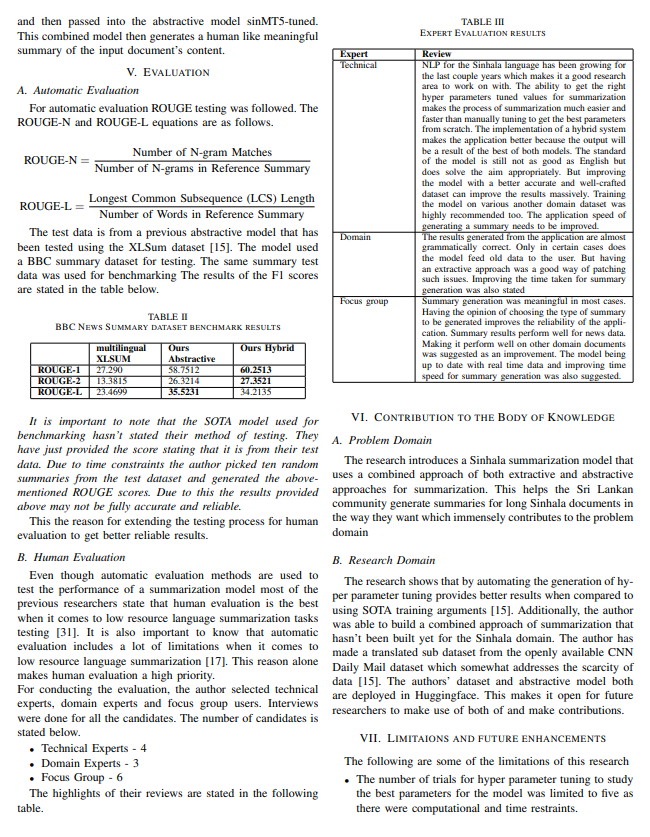 and then passed into the abstractive model sinMT5-tuned.
This combined model then generates a human like meaningful
summary of the input document's content.
V. EVALUATION
A. Automatic Evaluation
For automatic evaluation ROUGE testing was followed. The
ROUGE-N and ROUGE-L equations are as follows.
ROUGE-N = Number of N-gram Matches / Number of N-grams in Reference Summary
ROUGE-L = Longest Common Subsequence (LCS) Length / Number of Words in Reference Summary
The test data is from a previous abstractive model that has
been tested using the XLSum dataset [15]. The model used
a BBC summary dataset for testing. The same summary test
data was used for benchmarking The results of the F1 scores
are stated in the table below.
TABLE II
BBC NEWS SUMMARY DATASET BENCHMARK RESULTS
multilingual XLSUM | Ours Abstractive | Ours Hybrid
ROUGE-1 | 27.290 | 58.7512 | 60.2513
ROUGE-2 | 13.3815 | 26.3214 | 27.3521
ROUGE-L | 23.4699 | 35.5231 | 34.2135
It is important to note that the SOTA model used for
benchmarking hasn't stated their method of testing. They
have just provided the score stating that it is from their test
data. Due to time constraints the author picked ten random
summaries from the test dataset and generated the above-
mentioned ROUGE scores. Due to this the results provided
above may not be fully accurate and reliable.
This the reason for extending the testing process for human
evaluation to get better reliable results.
B. Human Evaluation
Even though automatic evaluation methods are used to
test the performance of a summarization model most of the
previous researchers state that human evaluation is the best
when it comes to low resource language summarization tasks
testing [31]. It is also important to know that automatic
evaluation includes a lot of limitations when it comes to
low resource language summarization [17]. This reason alone
makes human evaluation a high priority.
For conducting the evaluation, the author selected technical
experts, domain experts and focus group users. Interviews
were done for all the candidates. The number of candidates is
stated below.
• Technical Experts - 4
• Domain Experts - 3
• Focus Group - 6
The highlights of their reviews are stated in the following
table.
TABLE III
EXPERT EVALUATION RESULTS
Expert | Review
Technical | NLP for the Sinhala language has been growing for
the last couple years which makes it a good research
area to work on with. The ability to get the right
hyper parameters tuned values for summarization
makes the process of summarization much easier and
faster than manually tuning to get the best parameters
from scratch. The implementation of a hybrid system
makes the application better because the output will
be a result of the best of both models. The standard
of the model is still not as good as English but
does solve the aim appropriately. But improving
the model with a better accurate and well-crafted
dataset can improve the results massively. Training
the model on various another domain dataset was
highly recommended too. The application speed of
generating a summary needs to be improved.
Domain | The results generated from the application are almost
grammatically correct. Only in certain cases does
the model feed old data to the user. But having
an extractive approach was a good way of patching
such issues. Improving the time taken for summary
generation was also stated
Focus group | Summary generation was meaningful in most cases.
Having the opinion of choosing the type of summary
to be generated improves the reliability of the appli-
cation. Summary results perform well for news data.
Making it perform well on other domain documents
was suggested as an improvement. The model being
up to date with real time data and improving time
speed for summary generation was also suggested.
VI. CONTRIBUTION TO THE BODY OF KNOWLEDGE
A. Problem Domain
The research introduces a Sinhala summarization model that
uses a combined approach of both extractive and abstractive
approaches for summarization. This helps the Sri Lankan
community generate summaries for long Sinhala documents in
the way they want which immensely contributes to the problem
domain
B. Research Domain
The research shows that by automating the generation of hy-
per parameter tuning provides better results when compared to
using SOTA training arguments [15]. Additionally, the author
was able to build a combined approach of summarization that
hasn't been built yet for the Sinhala domain. The author has
made a translated sub dataset from the openly available CNN
Daily Mail dataset which somewhat addresses the scarcity of
data [15]. The authors' dataset and abstractive model both
are deployed in Huggingface. This makes it open for future
researchers to make use of both of and make contributions.
VII. LIMITAIONS AND FUTURE ENHANCEMENTS
The following are some of the limitations of this research
• The number of trials for hyper parameter tuning to study
the best parameters for the model was limited to five as
there were computational and time restraints.